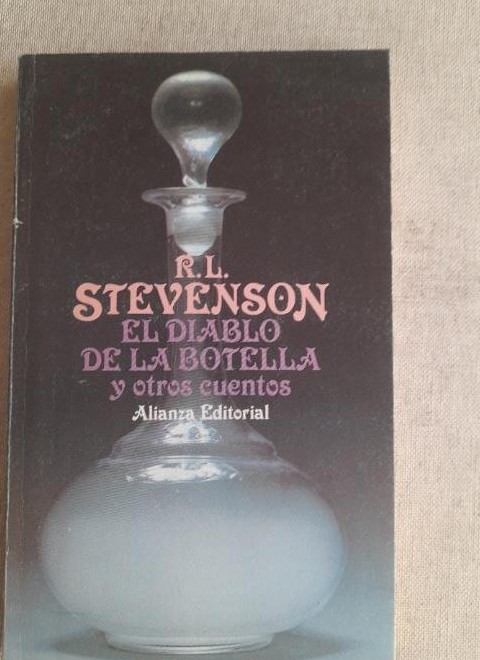 R.L.
STEVENSON
EL DIABLO
DE LA BOTELLA
y otros cuentos
Alianza Editorial